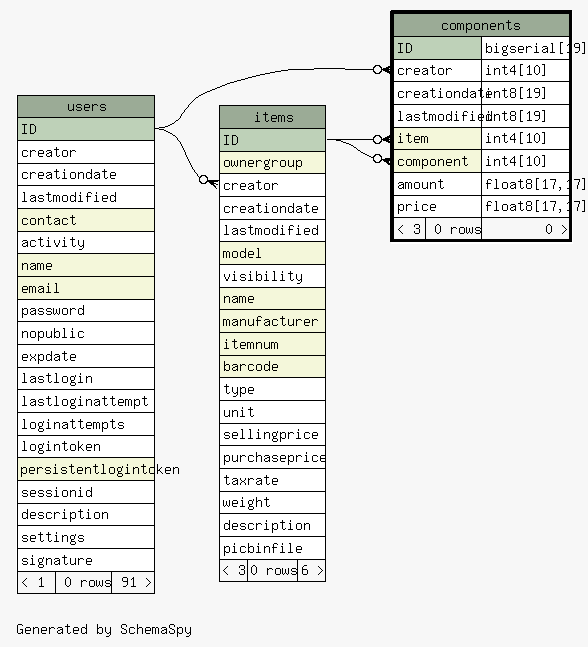 components
ID bigserial[19]
creator int4[10]
creationdate int8[19]
lastmodified int8[19]
item int4[10]
component int4[10]
amount float8[17,17]
price float8[17,17]
< 3 0 rows 0 >
users
ID
creator
creationdate
lastmodified
contact
activity
name
email
password
nopublic
expdate
lastlogin
lastloginattempt
loginattempts
logintoken
persistentlogintoken
sessionid
description
settings
signature
< 1 0 rows 91 >
items
ID
ownergroup
creator
creationdate
lastmodified
model
visibility
name
manufacturer
itemnum
barcode
type
unit
sellingprice
purchaseprice
taxrate
weight
description
picbinfile
< 3 0 rows 6 >
Generated by SchemaSpy